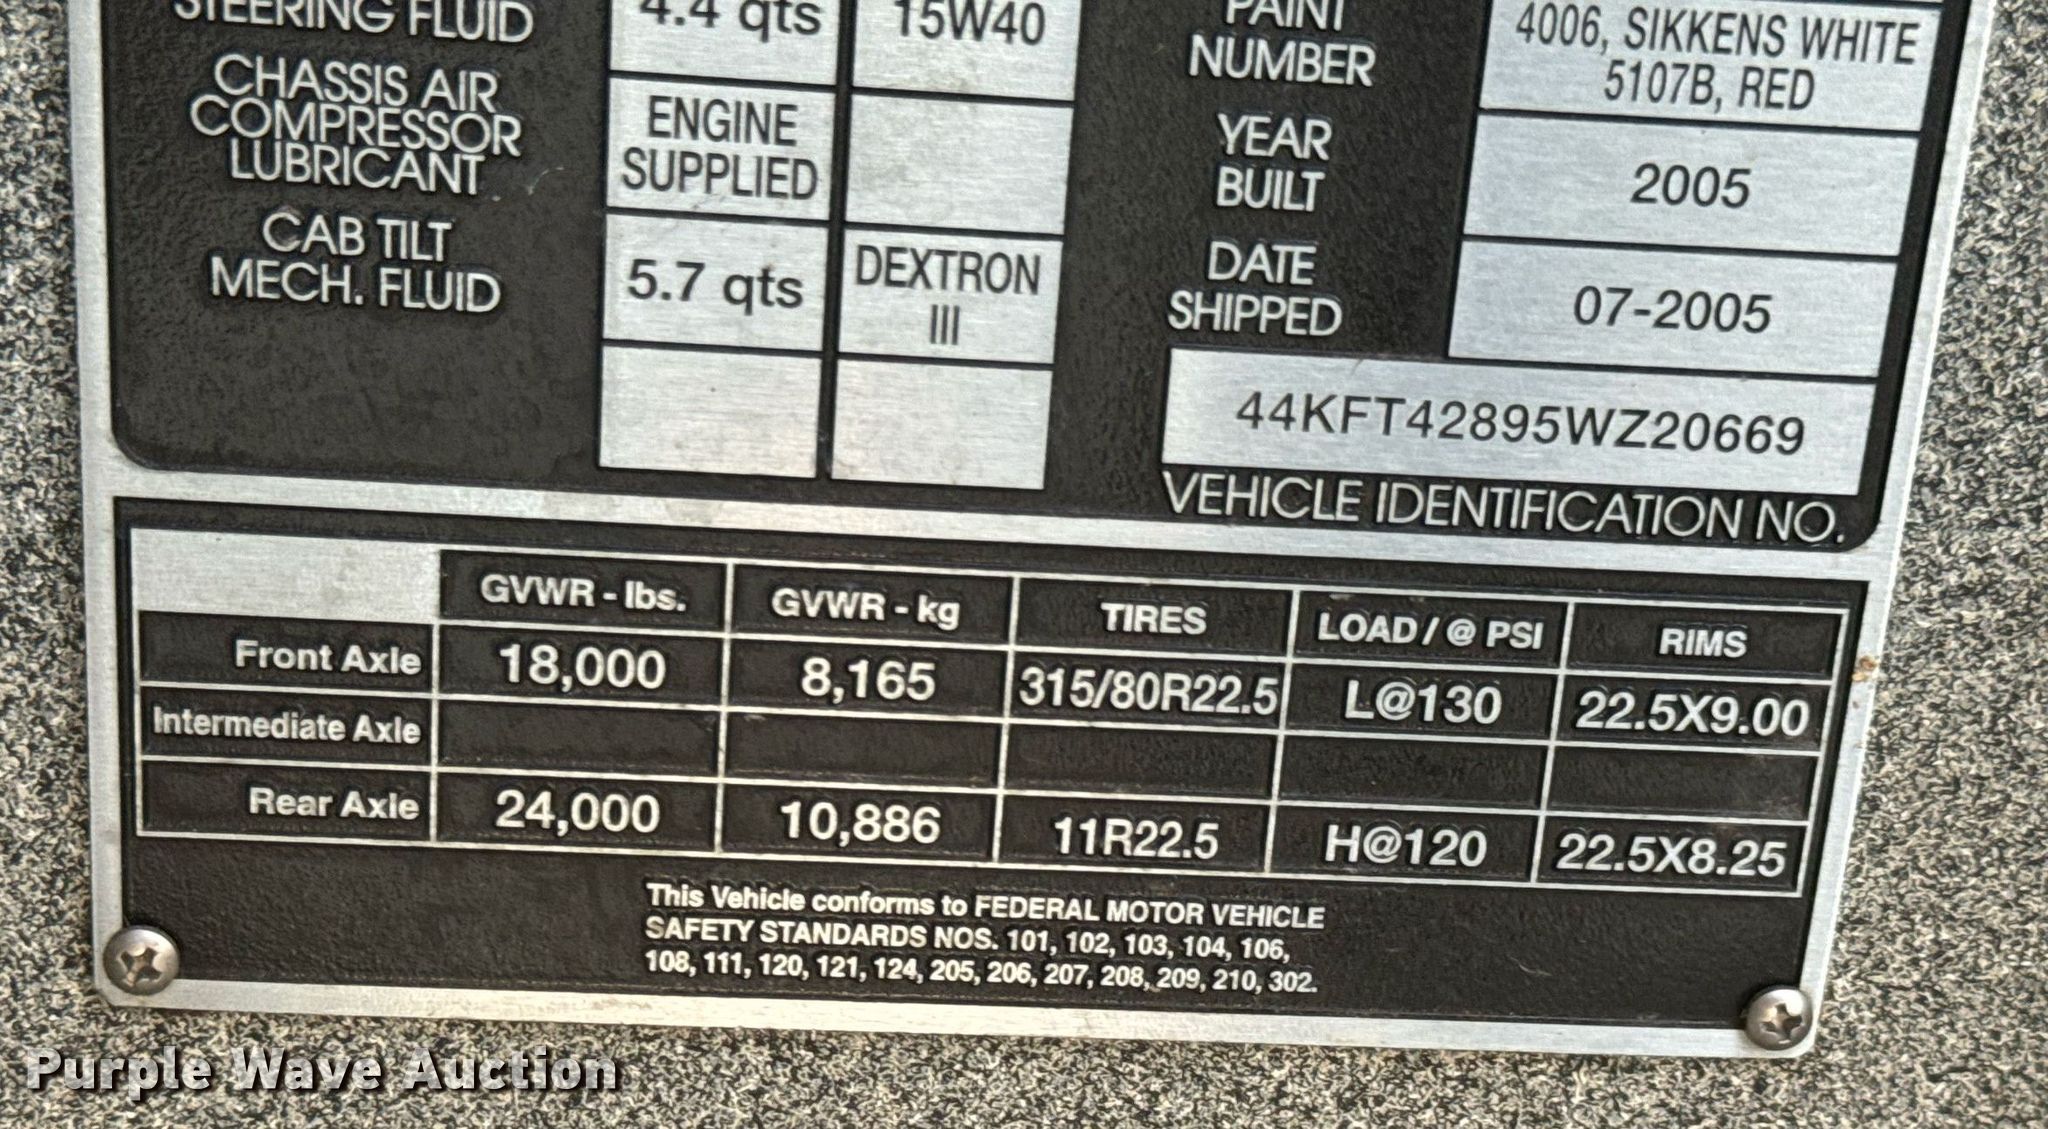 STEERING FLUID 4.4 qts 15W40
CHASSIS AIR
COMPRESSOR
LUBRICANT
ENGINE
SUPPLIED
CAB TILT
MECH. FLUID
5.7 qts
DEXTRON
III
PAINT
NUMBER
4006, SIKKENS WHITE
5107B, RED
YEAR
BUILT
2005
DATE
SHIPPED
07-2005
44KFT42895WZ20669
VEHICLE IDENTIFICATION NO.
GVWR - lbs. GVWR - kg TIRES LOAD / @ PSI RIMS
Front Axle 18,000 8,165 315/80R22.5 L@130 22.5X9.00
Intermediate Axle
Rear Axle 24,000 10,886 11R22.5 H@120 22.5X8.25
This Vehicle conforms to FEDERAL MOTOR VEHICLE
SAFETY STANDARDS NOS. 101, 102, 103, 104, 106,
108, 111, 120, 121, 124, 205, 206, 207, 208, 209, 210, 302.
Purple Wave Auction